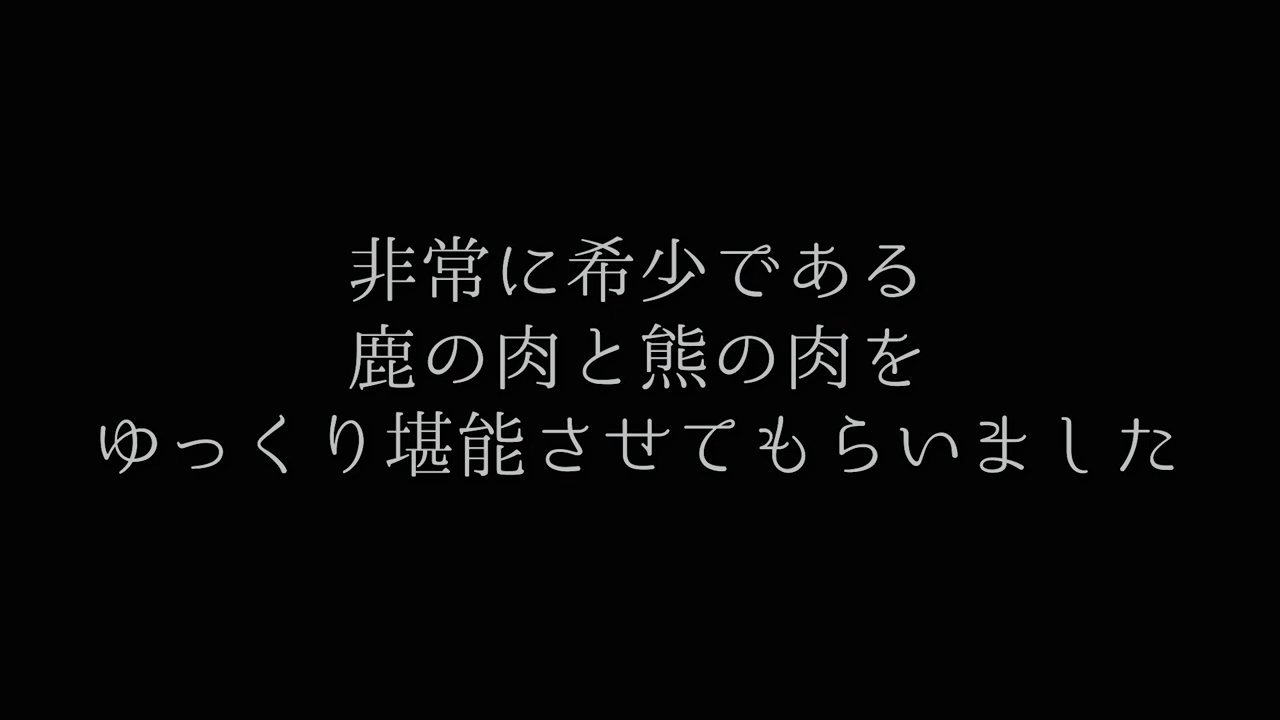 非常に希少である
鹿の肉と熊の肉を
ゆっくり堪能させてもらいました